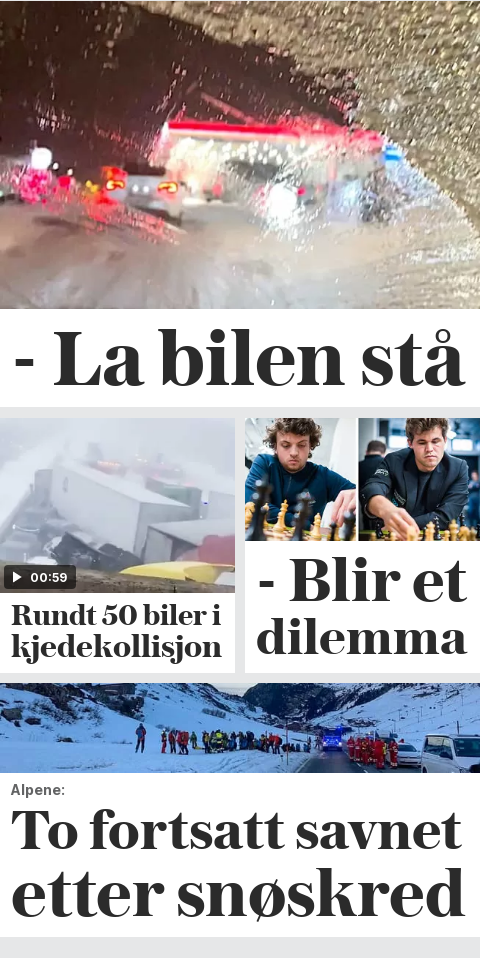 - La bilen stå
00:59
Rundt 50 biler i
kjedekollisjon
- Blir et
dilemma
Alpene:
To fortsatt savnet
etter snøskred